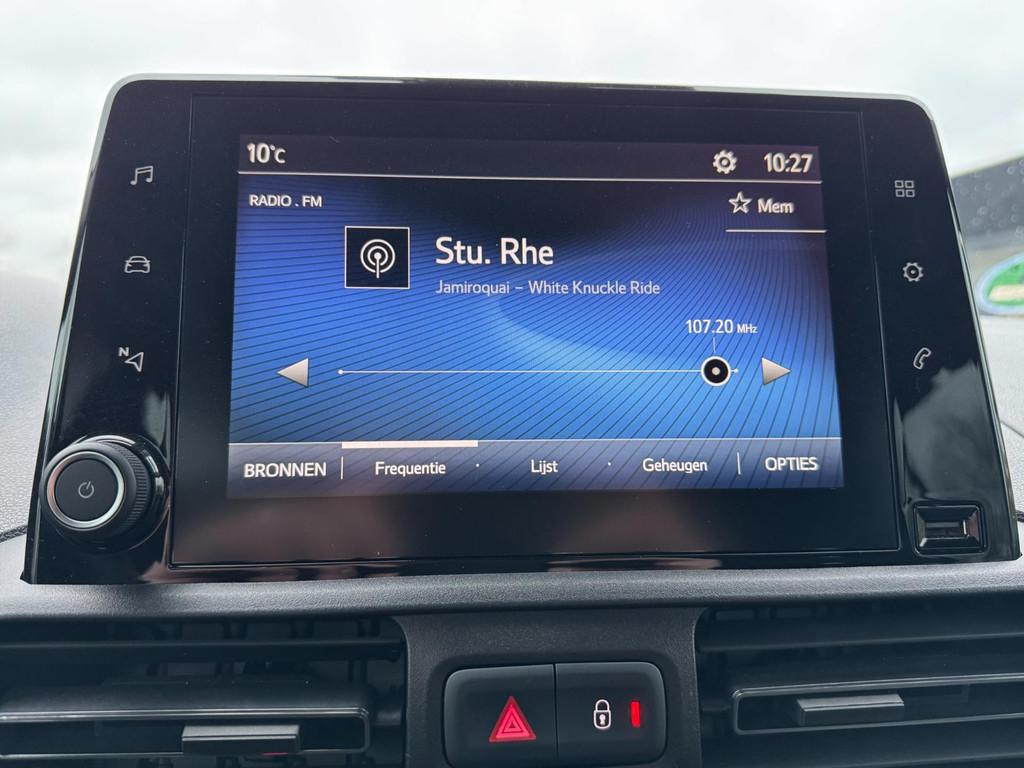 10°C 10:27
RADIO . FM
Mem
Stu. Rhe
Jamiroquai – White Knuckle Ride
107.20 MHz
N
BRONNEN Frequentie · Lijst · Geheugen OPTIES